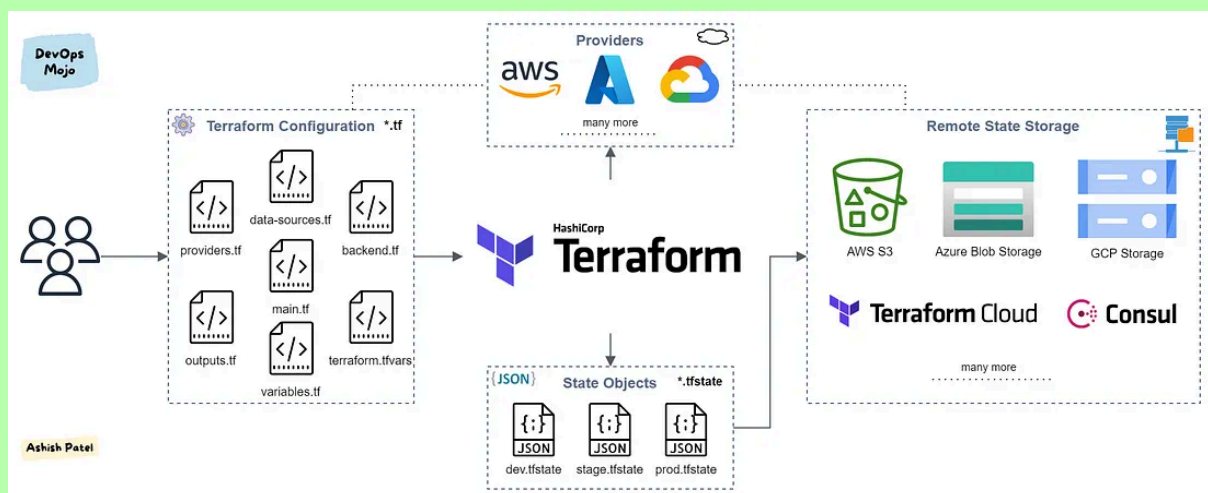 DevOps
Mojo
Providers
aws
many more
Terraform Configuration *.tf
data-sources.tf
providers.tf
backend.tf
main.tf
outputs.tf
terraform.tfvars
variables.tf
HashiCorp
Terraform
Remote State Storage
AWS S3
Azure Blob Storage
GCP Storage
Terraform Cloud
Consul
many more
{JSON} State Objects *.tfstate
{;} JSON
{;} JSON
{;} JSON
dev.tfstate
stage.tfstate
prod.tfstate
Ashish Patel